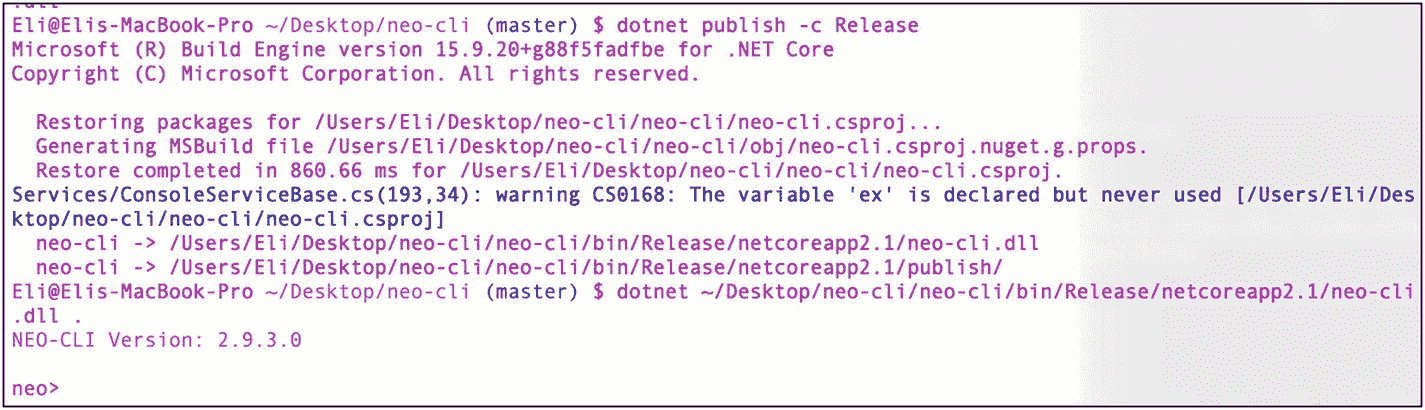 .dll
Eli@Elis-MacBook-Pro ~/Desktop/neo-cli (master) $ dotnet publish -c Release
Microsoft (R) Build Engine version 15.9.20+g88f5fadfbe for .NET Core
Copyright (C) Microsoft Corporation. All rights reserved.
Restoring packages for /Users/Eli/Desktop/neo-cli/neo-cli/neo-cli.csproj...
Generating MSBuild file /Users/Eli/Desktop/neo-cli/neo-cli/obj/neo-cli.csproj.nuget.g.props.
Restore completed in 860.66 ms for /Users/Eli/Desktop/neo-cli/neo-cli/neo-cli.csproj.
Services/ConsoleServiceBase.cs(193,34): warning CS0168: The variable 'ex' is declared but never used [/Users/Eli/Des
ktop/neo-cli/neo-cli/neo-cli.csproj]
neo-cli -> /Users/Eli/Desktop/neo-cli/neo-cli/bin/Release/netcoreapp2.1/neo-cli.dll
neo-cli -> /Users/Eli/Desktop/neo-cli/neo-cli/bin/Release/netcoreapp2.1/publish/
Eli@Elis-MacBook-Pro ~/Desktop/neo-cli (master) $ dotnet ~/Desktop/neo-cli/neo-cli/bin/Release/netcoreapp2.1/neo-cli
.dll .
NEO-CLI Version: 2.9.3.0
neo>